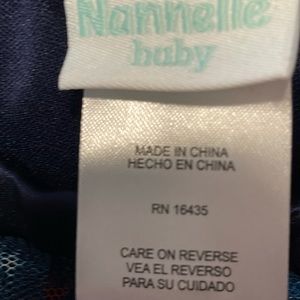 Nannette
baby
MADE IN CHINA
HECHO EN CHINA
RN 16435
CARE ON REVERSE
VEA EL REVERSO
PARA SU CUIDADO